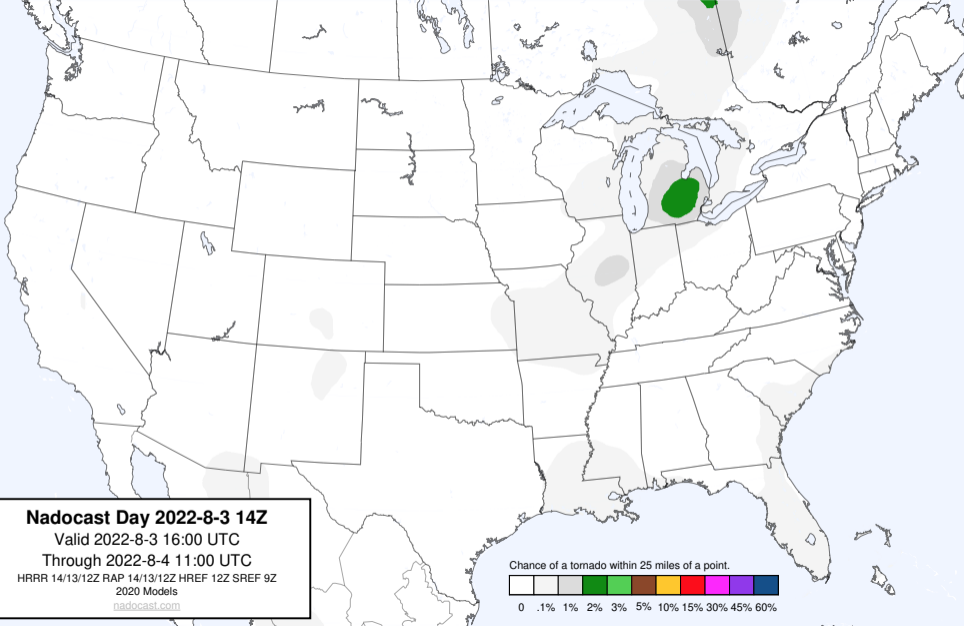 Nadocast Day 2022-8-3 14Z
Valid 2022-8-3 16:00 UTC
Through 2022-8-4 11:00 UTC
HRRR 14/13/12Z RAP 14/13/12Z HREF 12Z SREF 9Z
2020 Models
nadocast.com
Chance of a tornado within 25 miles of a point.
0 .1% 1% 2% 3% 5% 10% 15% 30% 45% 60%